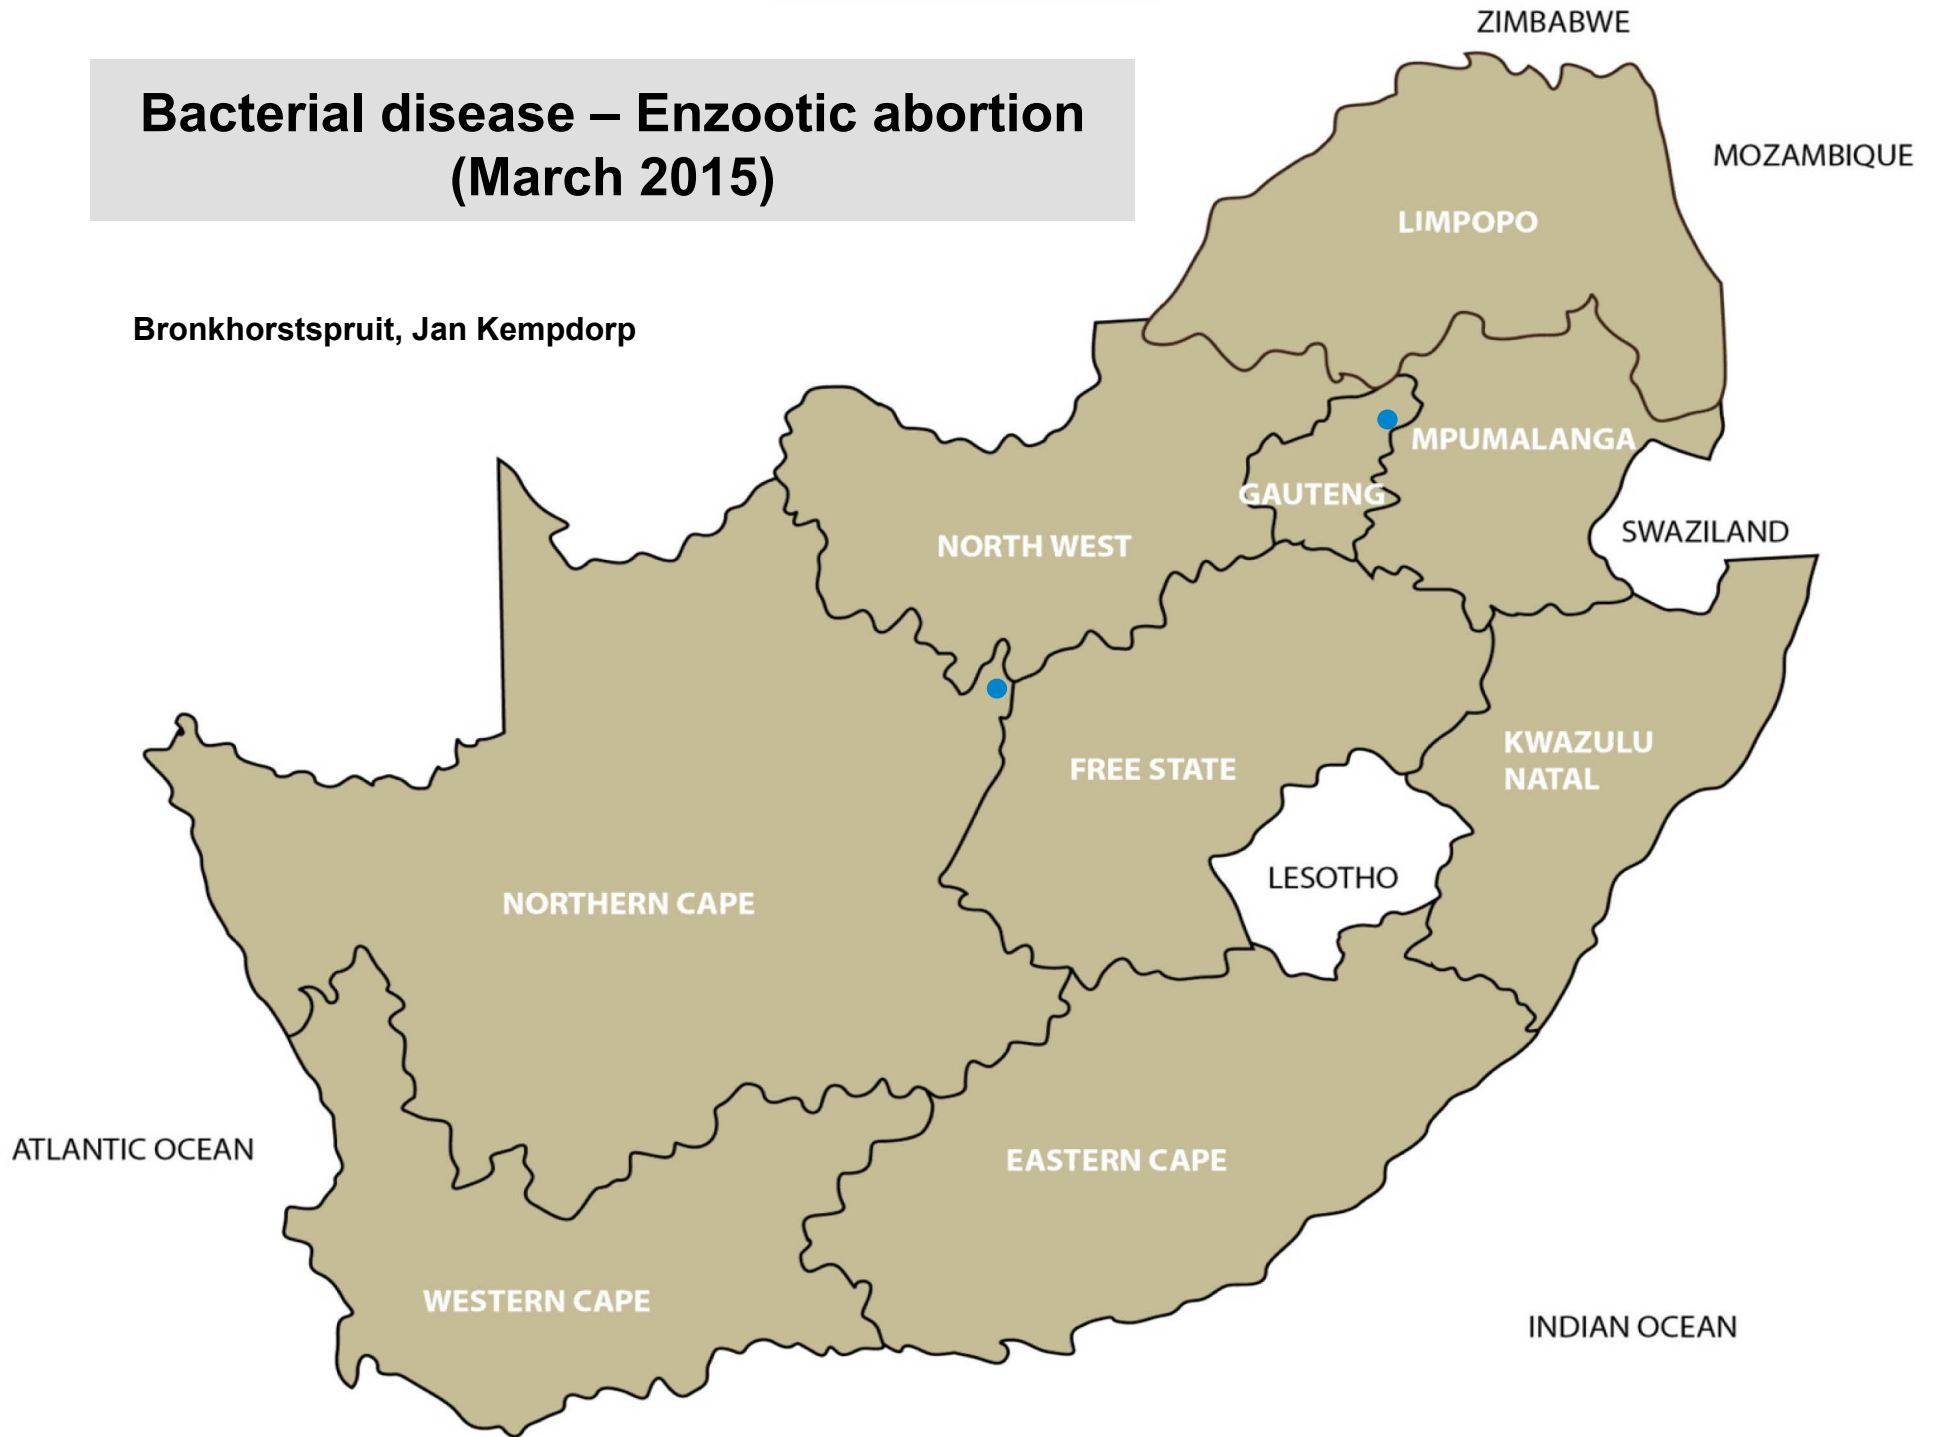 ZIMBABWE
Bacterial disease – Enzootic abortion
(March 2015)
MOZAMBIQUE
LIMPOPO
Bronkhorstspruit, Jan Kempdorp
MPUMALANGA
GAUTENG
SWAZILAND
NORTH WEST
KWAZULU
NATAL
FREE STATE
LESOTHO
NORTHERN CAPE
ATLANTIC OCEAN
EASTERN CAPE
WESTERN CAPE
INDIAN OCEAN